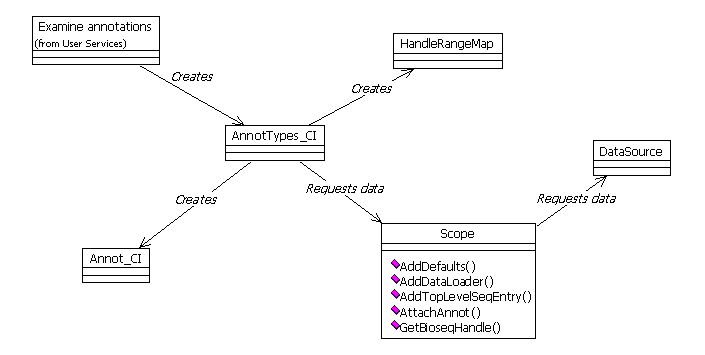 Examine annotations
(from User Services)
HandleRangeMap
Creates
Creates
AnnotTypes_CI
DataSource
Creates
Requests data
Requests data
Scope
Annot_CI
AddDefaults()
AddDataLoader()
AddTopLevelSeqEntry()
AttachAnnot()
GetBioseqHandle()